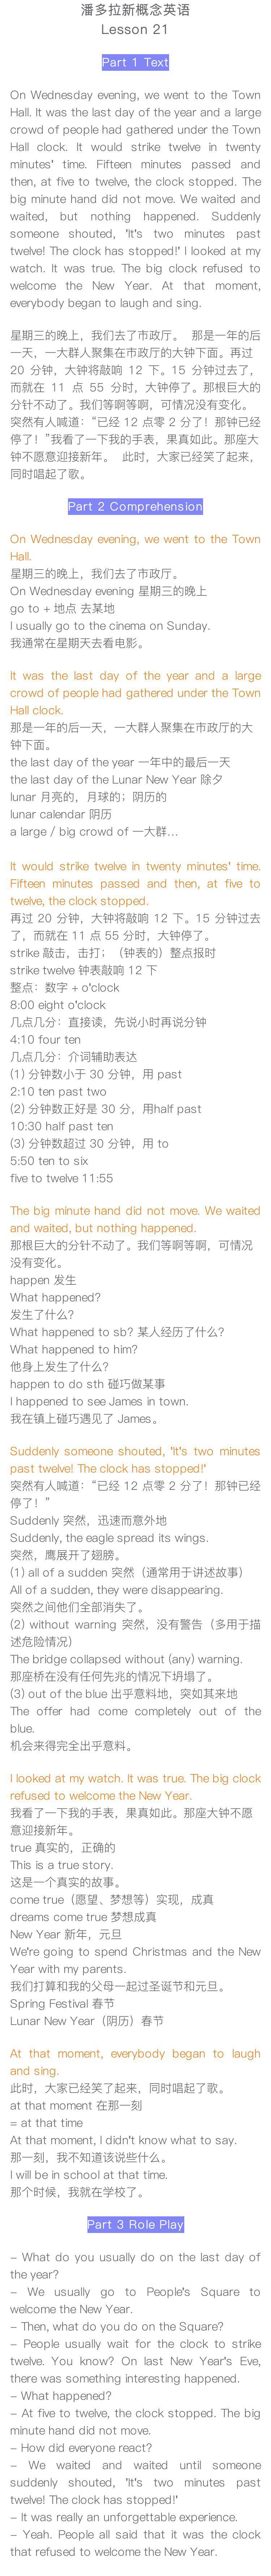 潘多拉新概念英语
Lesson 21
Part 1 Text
On Wednesday evening, we went to the Town
Hall. It was the last day of the year and a large
crowd of people had gathered under the Town
Hall clock. It would strike twelve in twenty
minutes' time. Fifteen minutes passed and
then, at five to twelve, the clock stopped. The
big minute hand did not move. We waited and
waited, but nothing happened. Suddenly
someone shouted, 'It's two minutes past
twelve! The clock has stopped!' I looked at my
watch. It was true. The big clock refused to
welcome the New Year. At that moment,
everybody began to laugh and sing.
星期三的晚上，我们去了市政厅。 那是一年的后
一天，一大群人聚集在市政厅的大钟下面。再过
20 分钟，大钟将敲响 12 下。15 分钟过去了，
而就在 11 点 55 分时，大钟停了。那根巨大的
分针不动了。我们等啊等啊，可情况没有变化。
突然有人喊道：“已经 12 点零 2 分了！那钟已经
停了！”我看了一下我的手表，果真如此。那座大
钟不愿意迎接新年。 此时，大家已经笑了起来，
同时唱起了歌。
Part 2 Comprehension
On Wednesday evening, we went to the Town
Hall.
星期三的晚上，我们去了市政厅。
On Wednesday evening 星期三的晚上
go to + 地点 去某地
I usually go to the cinema on Sunday.
我通常在星期天去看电影。
It was the last day of the year and a large
crowd of people had gathered under the Town
Hall clock.
那是一年的后一天，一大群人聚集在市政厅的大
钟下面。
the last day of the year 一年中的最后一天
the last day of the Lunar New Year 除夕
lunar 月亮的，月球的；阴历的
lunar calendar 阴历
a large / big crowd of 一大群...
It would strike twelve in twenty minutes' time.
Fifteen minutes passed and then, at five to
twelve, the clock stopped.
再过 20 分钟，大钟将敲响 12 下。15 分钟过去
了，而就在 11 点 55 分时，大钟停了。
strike 敲击，击打；（钟表的）整点报时
strike twelve 钟表敲响 12 下
整点：数字 + o'clock
8:00 eight o'clock
几点几分：直接读，先说小时再说分钟
4:10 four ten
几点几分：介词辅助表达
(1) 分钟数小于 30 分钟，用 past
2:10 ten past two
(2) 分钟数正好是 30 分，用half past
10:30 half past ten
(3) 分钟数超过 30 分钟，用 to
5:50 ten to six
five to twelve 11:55
The big minute hand did not move. We waited
and waited, but nothing happened.
那根巨大的分针不动了。我们等啊等啊，可情况
没有变化。
happen 发生
What happened?
发生了什么?
What happened to sb? 某人经历了什么?
What happened to him?
他身上发生了什么?
happen to do sth 碰巧做某事
I happened to see James in town.
我在镇上碰巧遇见了 James。
Suddenly someone shouted, 'It's two minutes
past twelve! The clock has stopped!'
突然有人喊道：“已经 12 点零 2 分了！那钟已经
停了！”
Suddenly 突然，迅速而意外地
Suddenly, the eagle spread its wings.
突然，鹰展开了翅膀。
(1) all of a sudden 突然（通常用于讲述故事）
All of a sudden, they were disappearing.
突然之间他们全部消失了。
(2) without warning 突然，没有警告（多用于描
述危险情况）
The bridge collapsed without (any) warning.
那座桥在没有任何先兆的情况下坍塌了。
(3) out of the blue 出乎意料地，突如其来地
The offer had come completely out of the
blue.
机会来得完全出乎意料。
I looked at my watch. It was true. The big clock
refused to welcome the New Year.
我看了一下我的手表，果真如此。那座大钟不愿
意迎接新年。
true 真实的，正确的
This is a true story.
这是一个真实的故事。
come true（愿望、梦想等）实现，成真
dreams come true 梦想成真
New Year 新年，元旦
We're going to spend Christmas and the New
Year with my parents.
我们打算和我的父母一起过圣诞节和元旦。
Spring Festival 春节
Lunar New Year（阴历）春节
At that moment, everybody began to laugh
and sing.
此时，大家已经笑了起来，同时唱起了歌。
at that moment 在那一刻
= at that time
At that moment, I didn't know what to say.
那一刻，我不知道该说些什么。
I will be in school at that time.
那个时候，我就在学校了。
Part 3 Role Play
- What do you usually do on the last day of
the year?
- We usually go to People's Square to
welcome the New Year.
- Then, what do you do on the Square?
- People usually wait for the clock to strike
twelve. You know? On last New Year's Eve,
there was something interesting happened.
- What happened?
- At five to twelve, the clock stopped. The big
minute hand did not move.
- How did everyone react?
- We waited and waited until someone
suddenly shouted, 'It's two minutes past
twelve! The clock has stopped!'
- It was really an unforgettable experience.
- Yeah. People all said that it was the clock
that refused to welcome the New Year.